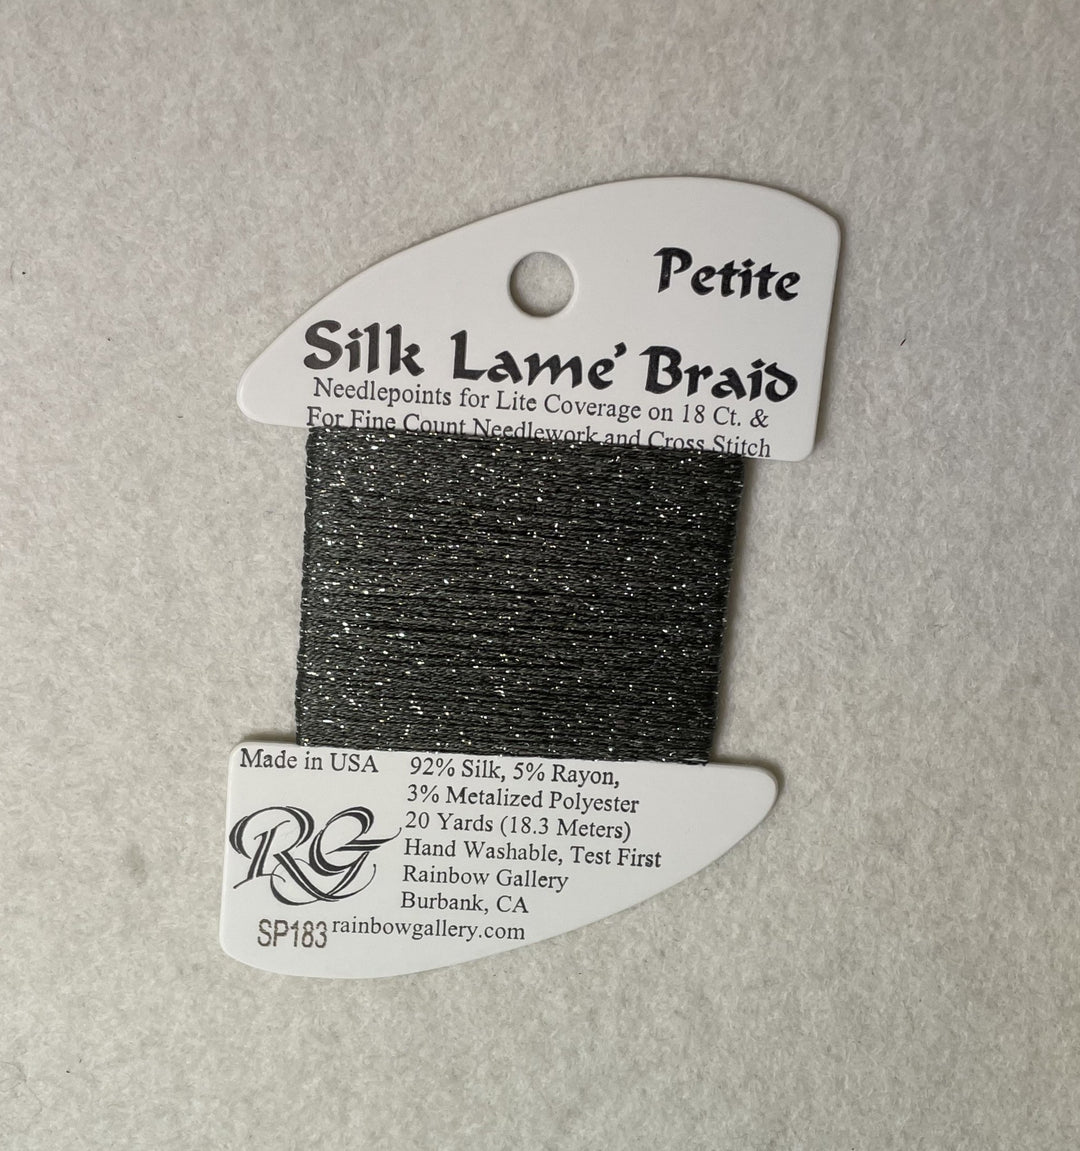 Petite
Silk Lame' Braid
Needlepoints for Lite Coverage on 18 Ct. &
For Fine Count Needlework and Cross Stitch
Made in USA
92% Silk, 5% Rayon,
3% Metalized Polyester
20 Yards (18.3 Meters)
Hand Washable, Test First
Rainbow Gallery
Burbank, CA
RG
SP183
rainbowgallery.com